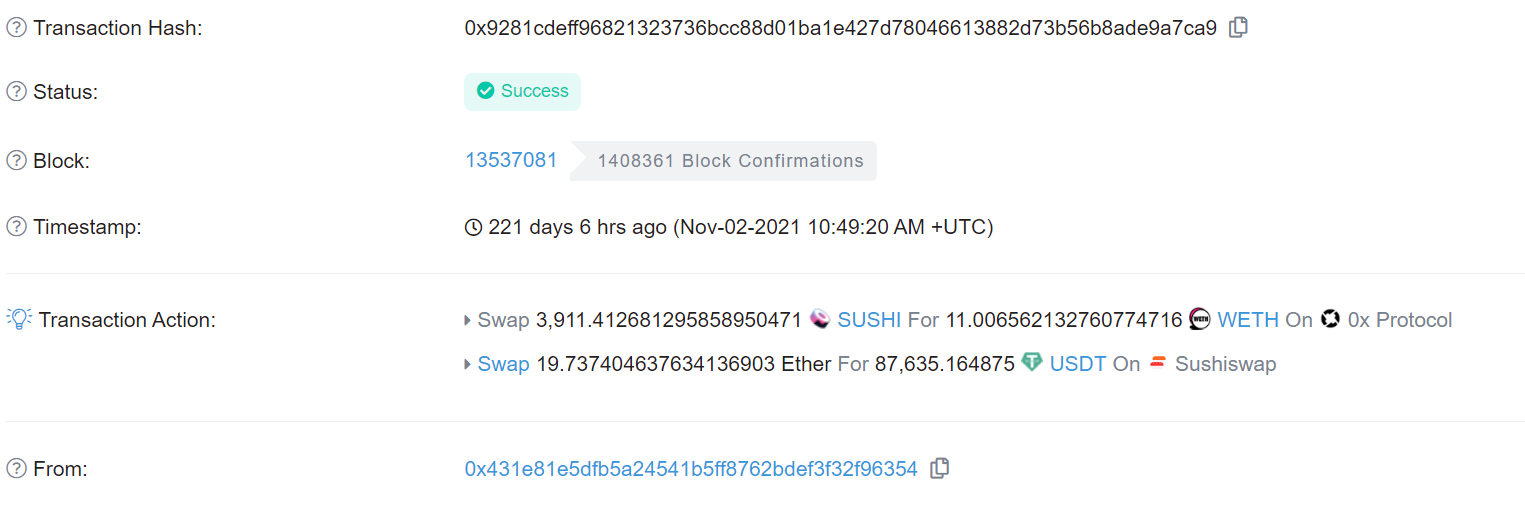 Transaction Hash: 0x9281cdeff96821323736bcc88d01ba1e427d78046613882d73b56b8ade9a7ca9
Status: Success
Block: 13537081 1408361 Block Confirmations
Timestamp: 221 days 6 hrs ago (Nov-02-2021 10:49:20 AM +UTC)
Transaction Action: Swap 3,911.412681295858950471 SUSHI For 11.006562132760774716 WETH On 0x Protocol
Swap 19.737404637634136903 Ether For 87,635.164875 USDT On Sushiswap
From: 0x431e81e5dfb5a24541b5ff8762bdef3f32f96354